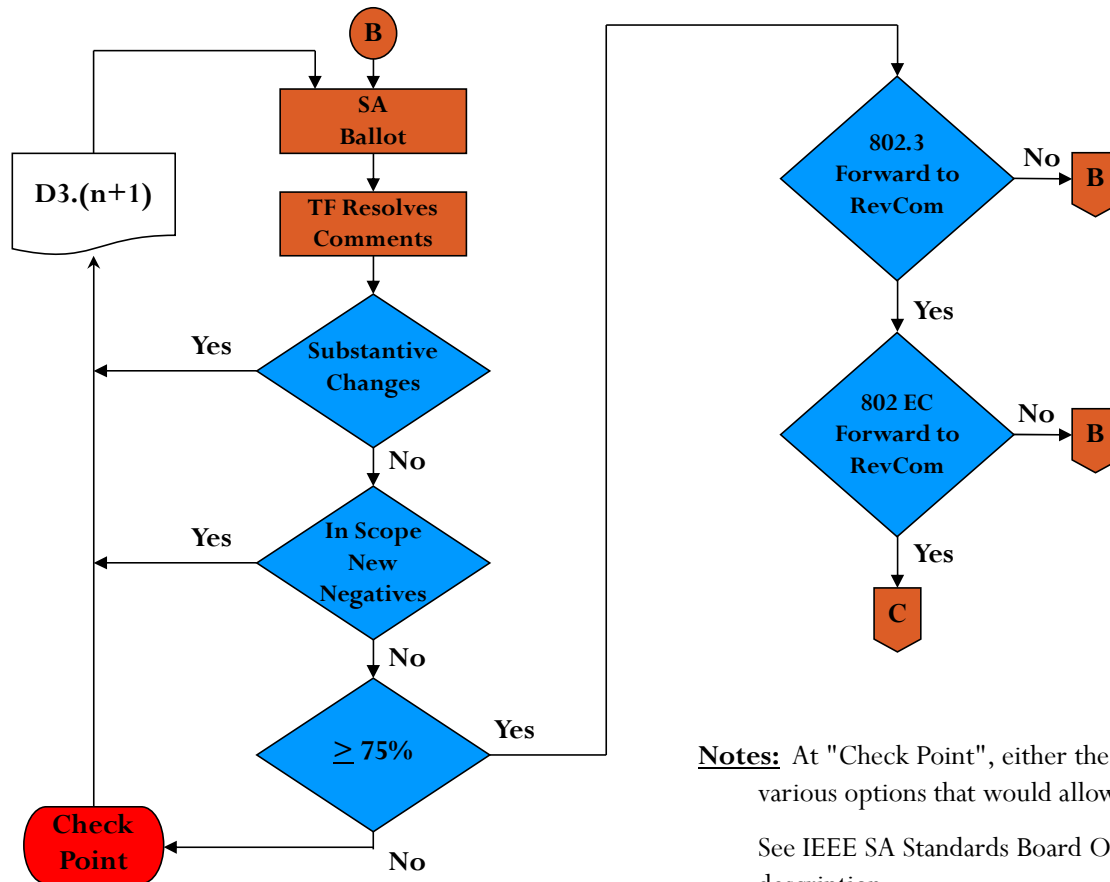 B
SA
Ballot
D3.(n+1)
TF Resolves
Comments
Yes
Substantive
Changes
No
Yes
In Scope
New
Negatives
No
≥ 75%
Yes
Check
Point
No
802.3
Forward to
RevCom
No
B
Yes
802 EC
Forward to
RevCom
No
B
Yes
C
Notes: At "Check Point", either the
various options that would allow
See IEEE SA Standards Board O